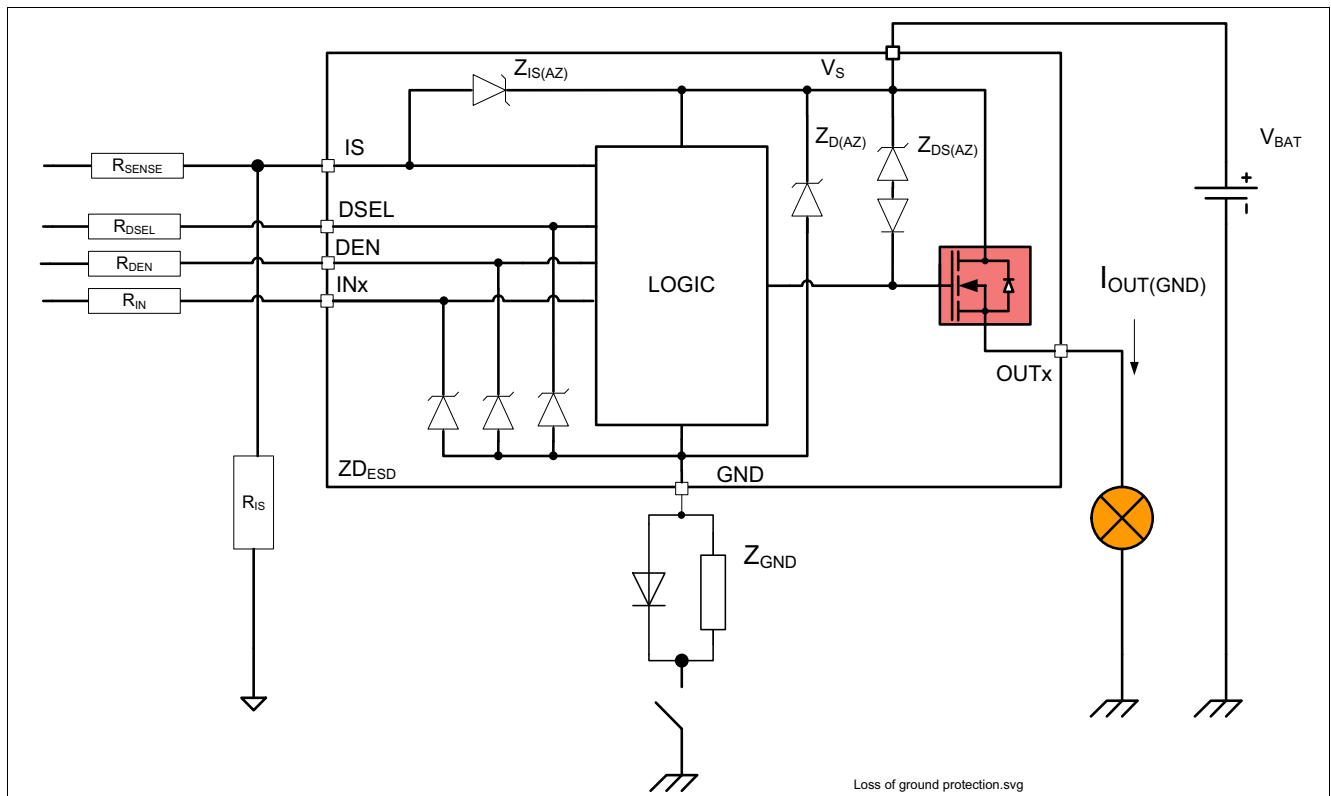 Z_IS(AZ)
V_S
Z_D(AZ)
Z_DS(AZ)
V_BAT
+
-
IS
R_SENSE
DSEL
R_DSEL
DEN
R_DEN
INx
R_IN
LOGIC
I_OUT(GND)
OUTx
ZD_ESD
GND
R_IS
Z_GND
Loss of ground protection.svg